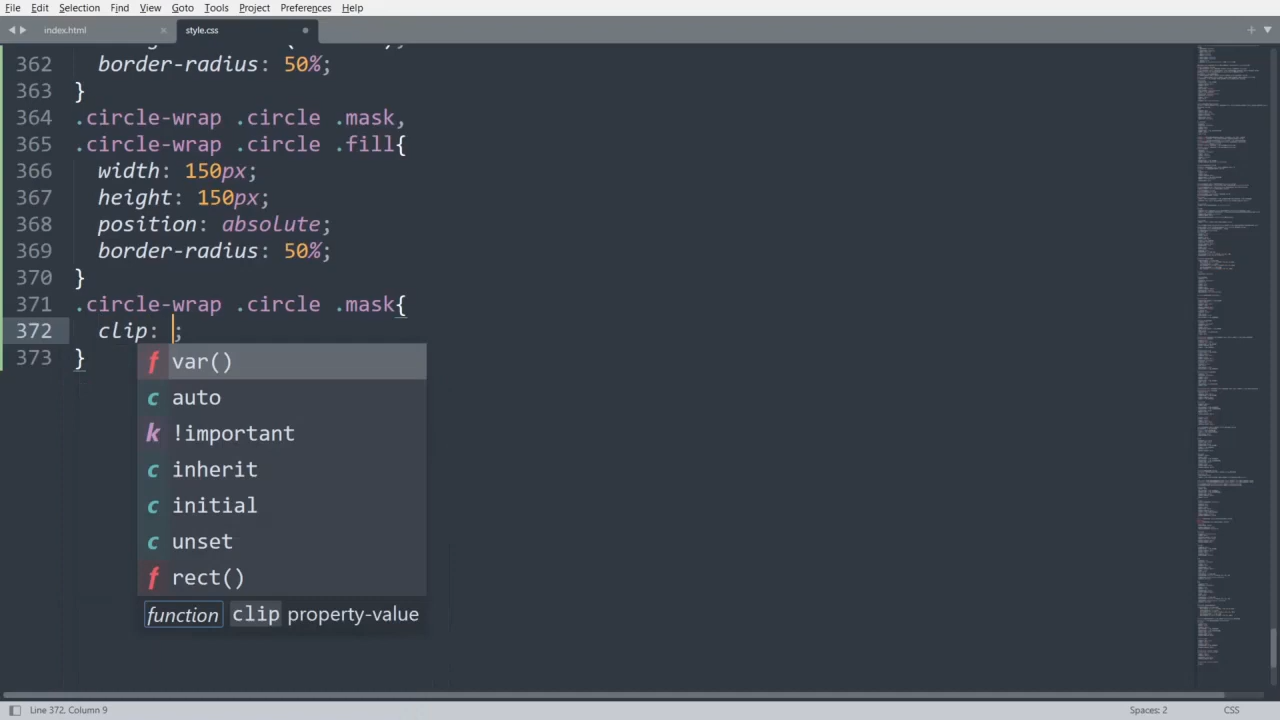 File Edit Selection Find View Goto Tools Project Preferences Help
index.html × style.css
362 border-radius: 50%;
363 }
364 .circle-wrap .circle .mask,
365 .circle-wrap .circle .fill{
366 width: 150px;
367 height: 150px;
368 position: absolute;
369 border-radius: 50%;
370 }
371 .circle-wrap .circle .mask{
372 clip: ;
373 }
f var()
c auto
k !important
c inherit
c initial
c unset
f rect()
function clip property-value
Line 372, Column 9 Spaces: 2 CSS